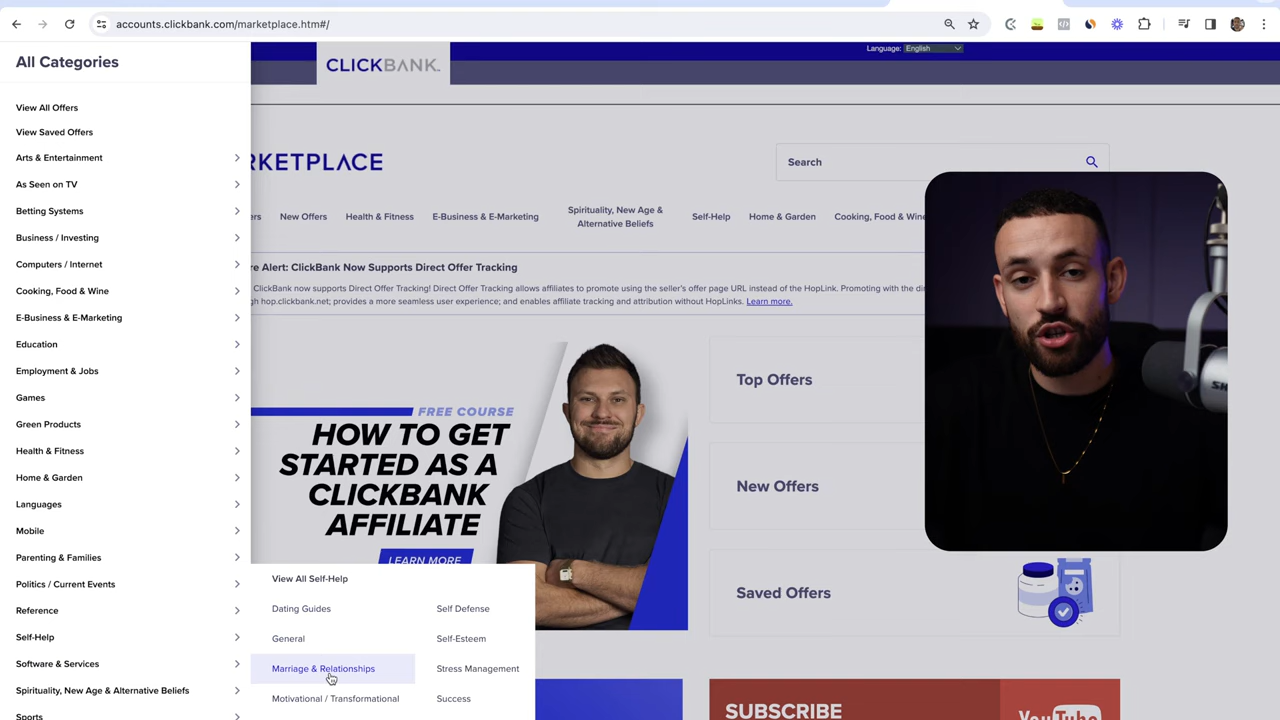 accounts.clickbank.com/marketplace.htm#/
All Categories
View All Offers
View Saved Offers
Arts & Entertainment
As Seen on TV
Betting Systems
Business / Investing
Computers / Internet
Cooking, Food & Wine
E-Business & E-Marketing
Education
Employment & Jobs
Games
Green Products
Health & Fitness
Home & Garden
Languages
Mobile
Parenting & Families
Politics / Current Events
Reference
Self-Help
Software & Services
Spirituality, New Age & Alternative Beliefs
Sports
View All Self-Help
Dating Guides
Self Defense
General
Self-Esteem
Marriage & Relationships
Stress Management
Motivational / Transformational
Success
Language: English
CLICKBANK.
RKETPLACE
Search
ers
New Offers
Health & Fitness
E-Business & E-Marketing
Spirituality, New Age &
Alternative Beliefs
Self-Help
Home & Garden
Cooking, Food & Wine
re Alert: ClickBank Now Supports Direct Offer Tracking
ClickBank now supports Direct Offer Tracking! Direct Offer Tracking allows affiliates to promote using the seller's offer page URL instead of the HopLink. Promoting with the dir
gh hop.clickbank.net; provides a more seamless user experience; and enables affiliate tracking and attribution without HopLinks. Learn more.
FREE COURSE
HOW TO GET
STARTED AS A
CLICKBANK
AFFILIATE
LEARN MORE
Top Offers
New Offers
Saved Offers
SUBSCRIBE
YouTube
SH